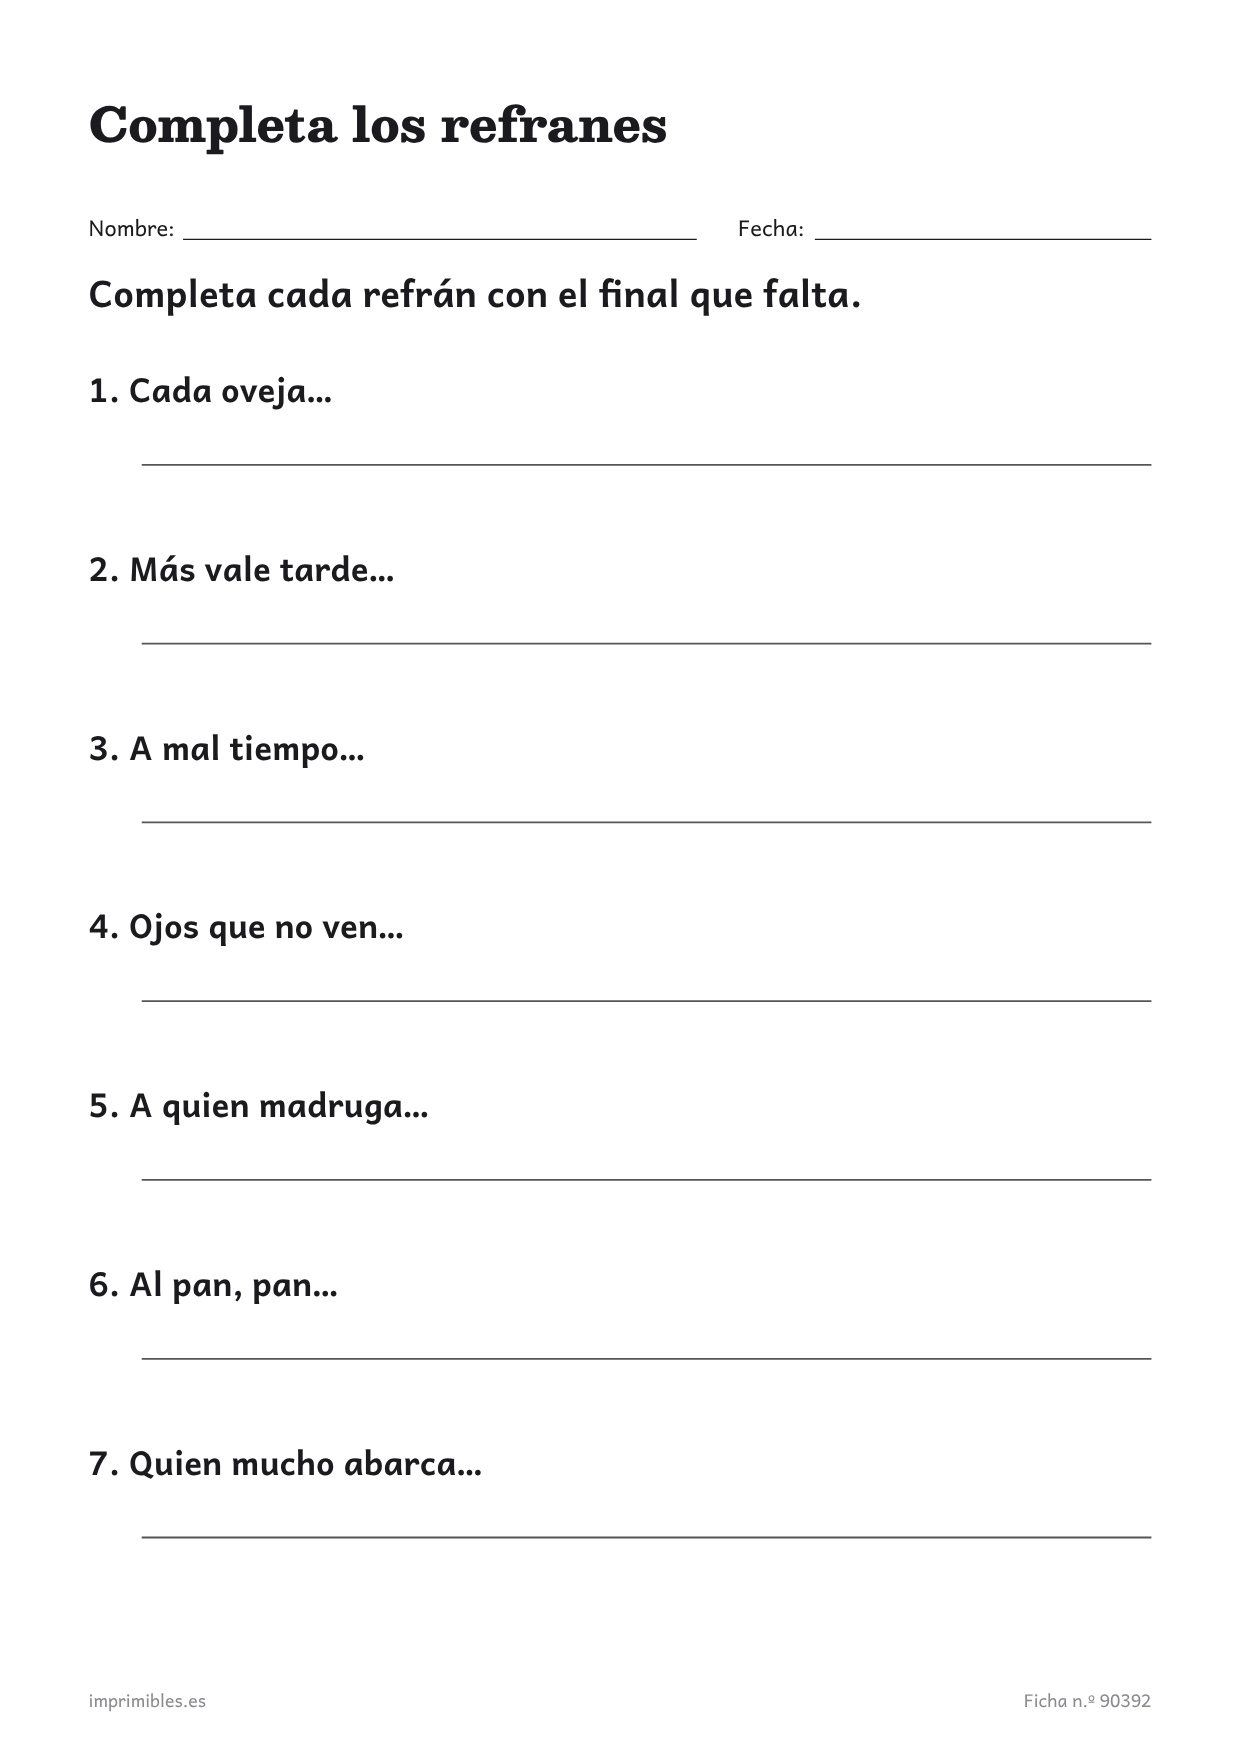 Completa los refranes
Nombre: Fecha:
Completa cada refrán con el final que falta.
1. Cada oveja...
2. Más vale tarde...
3. A mal tiempo...
4. Ojos que no ven...
5. A quien madruga...
6. Al pan, pan...
7. Quien mucho abarca...
imprimibles.es Ficha n.º 90392